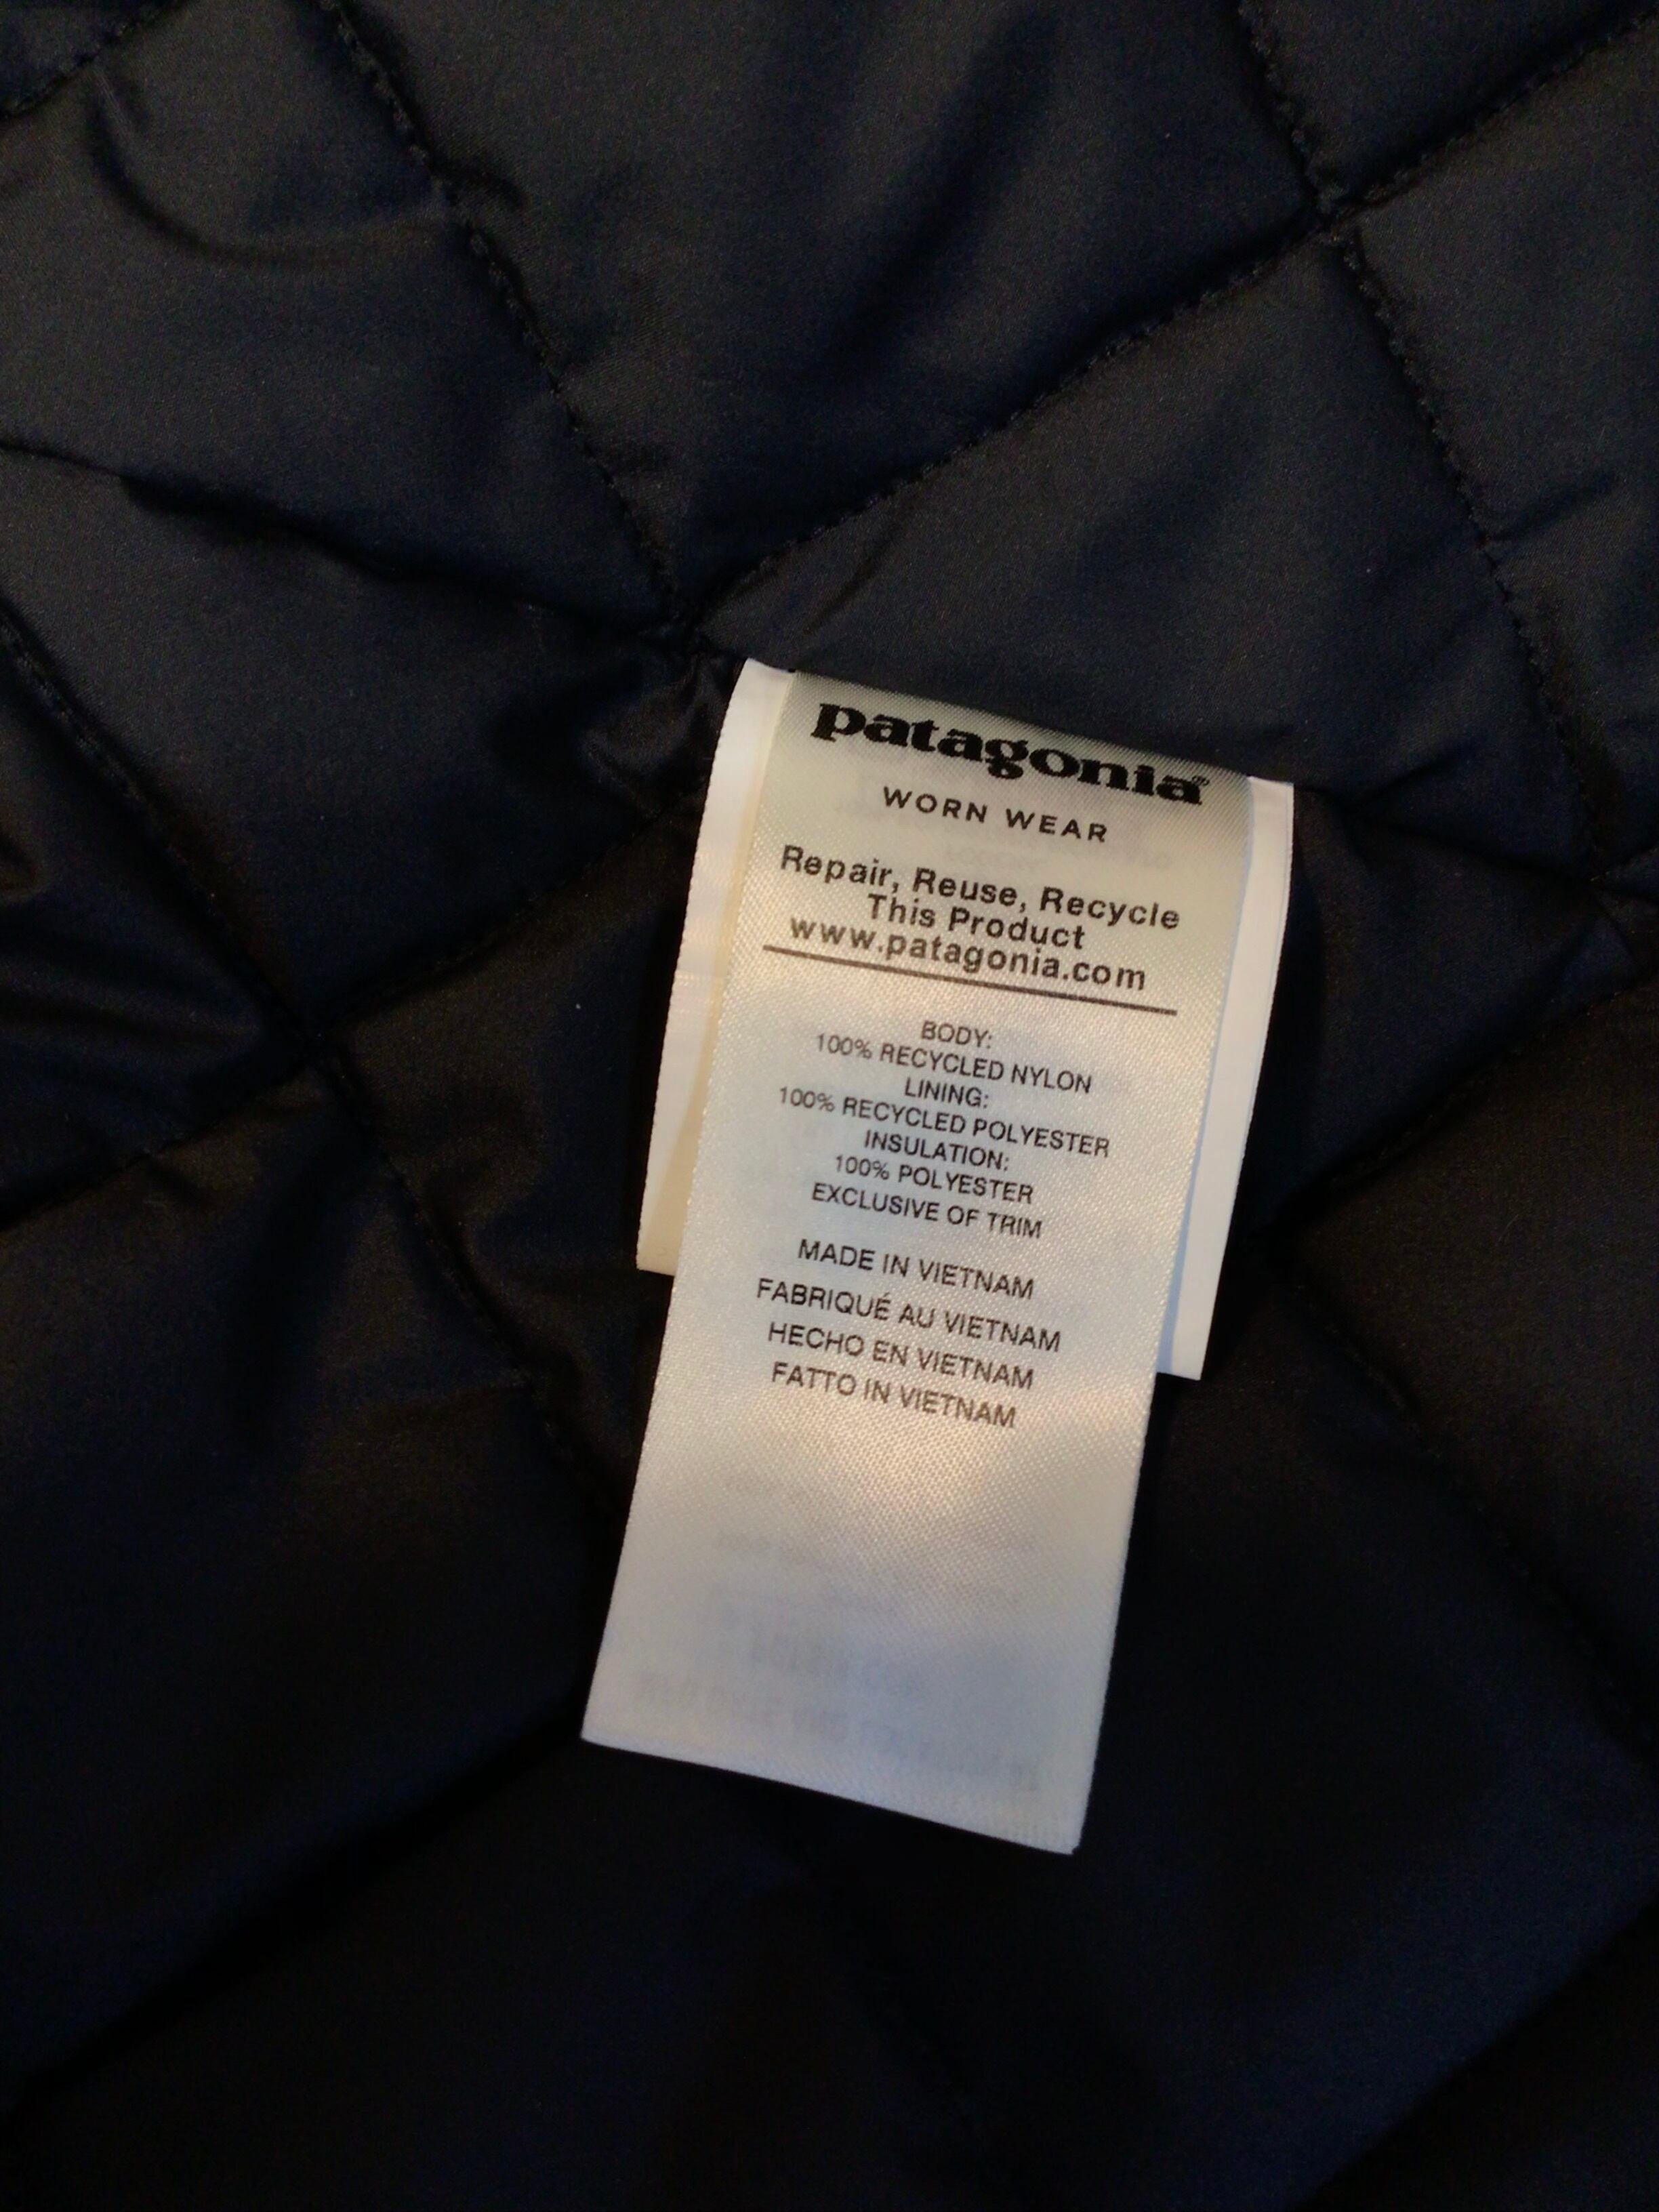 patagonia®
WORN WEAR
Repair, Reuse, Recycle
This Product
www.patagonia.com
BODY:
100% RECYCLED NYLON
LINING:
100% RECYCLED POLYESTER
INSULATION:
100% POLYESTER
EXCLUSIVE OF TRIM
MADE IN VIETNAM
FABRIQUÉ AU VIETNAM
HECHO EN VIETNAM
FATTO IN VIETNAM